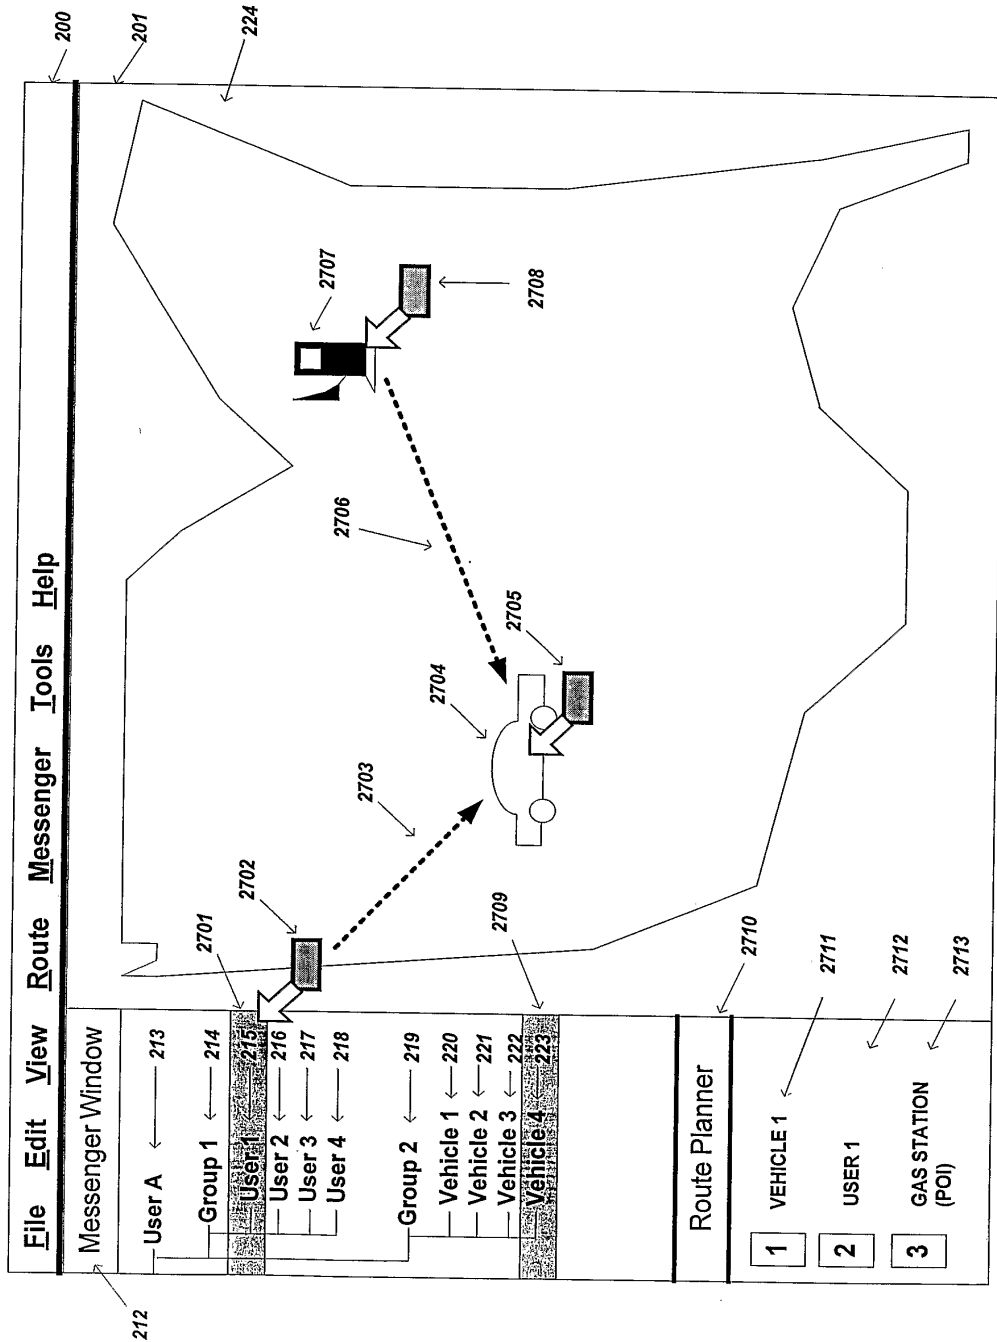 File Edit View Route Messenger Tools Help
200
201
224
Messenger Window
212
User A 213
Group 1 214
User 1 215
User 2 216
User 3 217
User 4 218
Group 2 219
Vehicle 1 220
Vehicle 2 221
Vehicle 3 222
Vehicle 4 223
2701
2702
2703
2704
2705
2706
2707
2708
2709
Route Planner
2710
1 VEHICLE 1 2711
2 USER 1 2712
3 GAS STATION 2713
(POI)